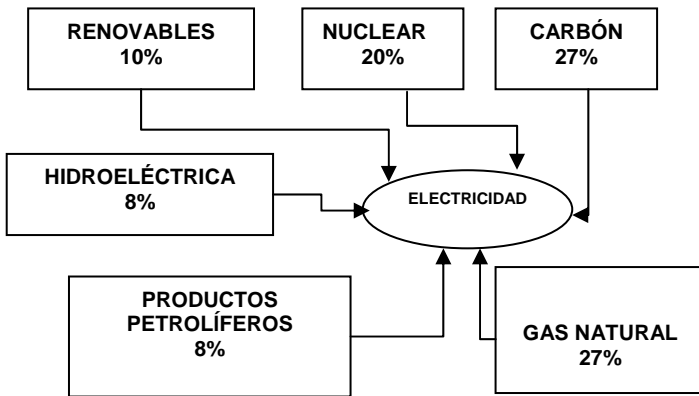 RENOVABLES
10%
NUCLEAR
20%
CARBÓN
27%
HIDROELÉCTRICA
8%
ELECTRICIDAD
PRODUCTOS
PETROLÍFEROS
8%
GAS NATURAL
27%